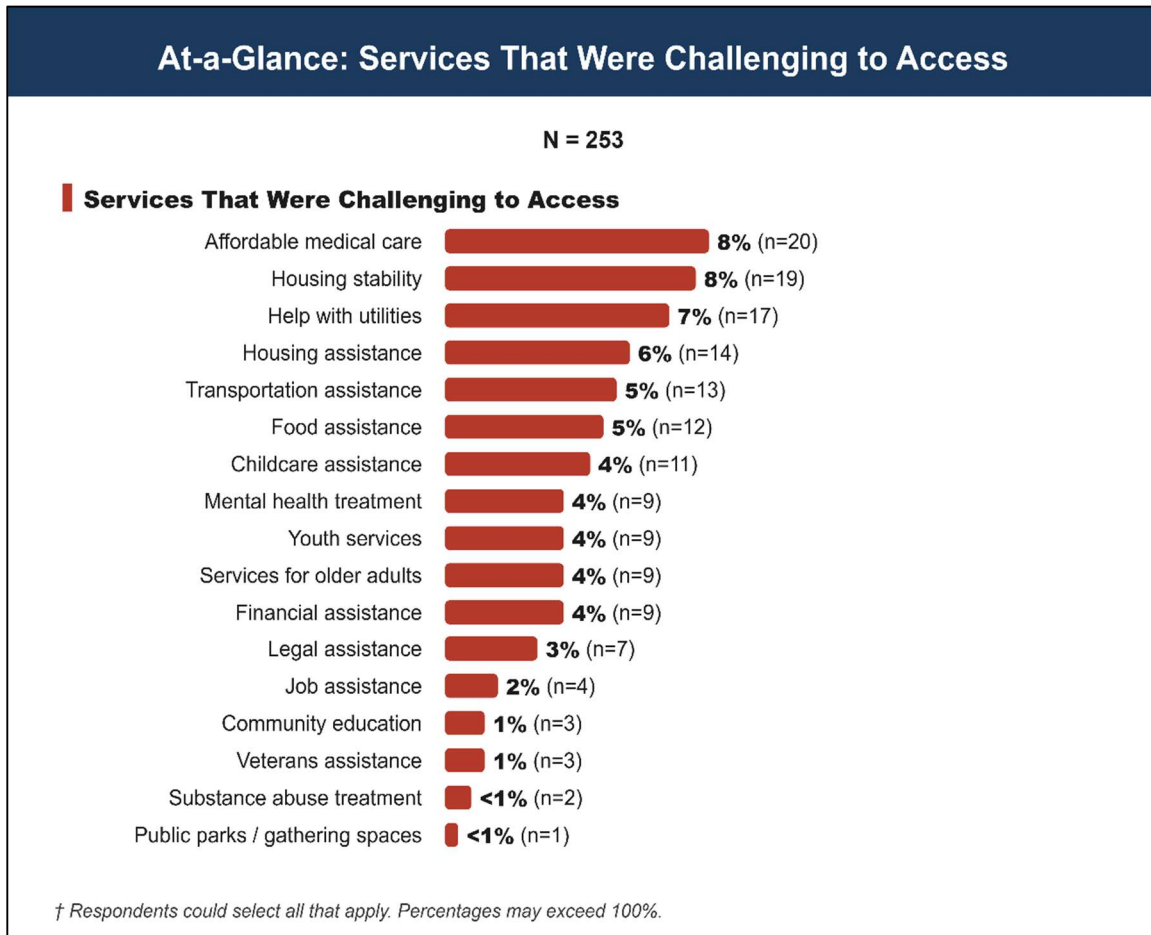 At-a-Glance: Services That Were Challenging to Access
N = 253
Services That Were Challenging to Access
Affordable medical care 8% (n=20)
Housing stability 8% (n=19)
Help with utilities 7% (n=17)
Housing assistance 6% (n=14)
Transportation assistance 5% (n=13)
Food assistance 5% (n=12)
Childcare assistance 4% (n=11)
Mental health treatment 4% (n=9)
Youth services 4% (n=9)
Services for older adults 4% (n=9)
Financial assistance 4% (n=9)
Legal assistance 3% (n=7)
Job assistance 2% (n=4)
Community education 1% (n=3)
Veterans assistance 1% (n=3)
Substance abuse treatment <1% (n=2)
Public parks / gathering spaces <1% (n=1)
† Respondents could select all that apply. Percentages may exceed 100%.